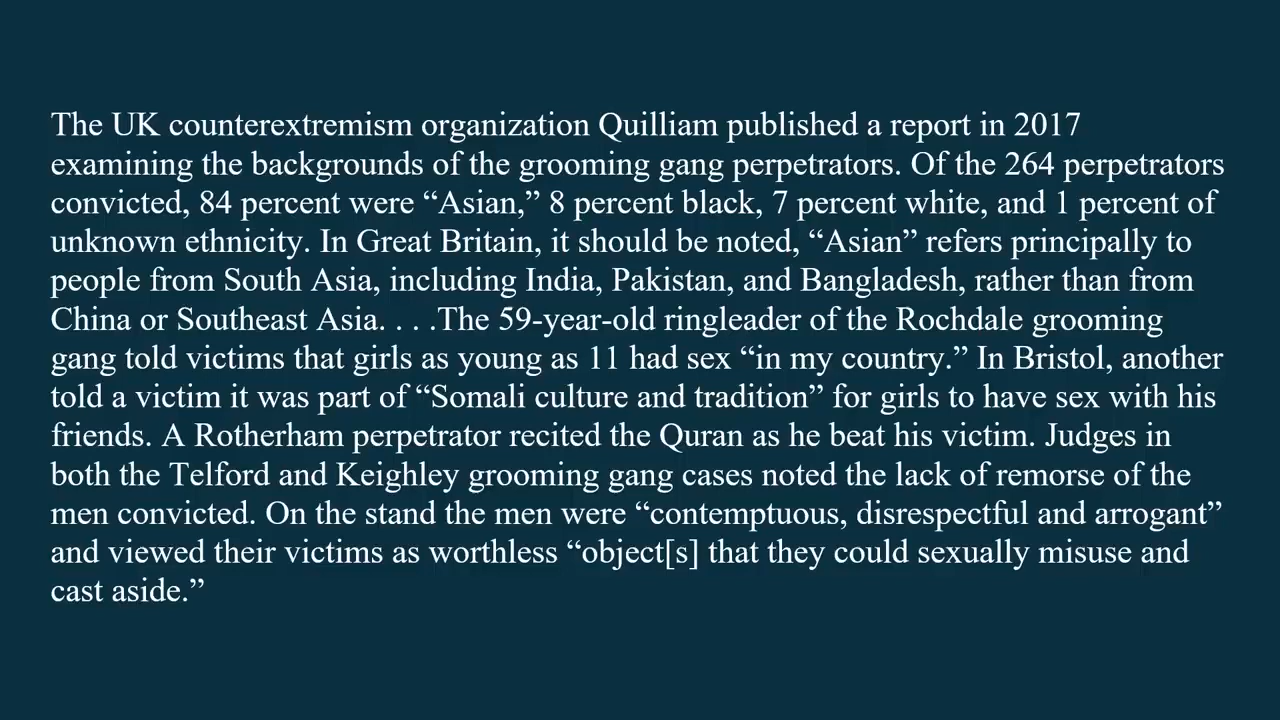 The UK counterextremism organization Quilliam published a report in 2017
examining the backgrounds of the grooming gang perpetrators. Of the 264 perpetrators
convicted, 84 percent were “Asian,” 8 percent black, 7 percent white, and 1 percent of
unknown ethnicity. In Great Britain, it should be noted, “Asian” refers principally to
people from South Asia, including India, Pakistan, and Bangladesh, rather than from
China or Southeast Asia. . . .The 59-year-old ringleader of the Rochdale grooming
gang told victims that girls as young as 11 had sex “in my country.” In Bristol, another
told a victim it was part of “Somali culture and tradition” for girls to have sex with his
friends. A Rotherham perpetrator recited the Quran as he beat his victim. Judges in
both the Telford and Keighley grooming gang cases noted the lack of remorse of the
men convicted. On the stand the men were “contemptuous, disrespectful and arrogant”
and viewed their victims as worthless “object[s] that they could sexually misuse and
cast aside.”